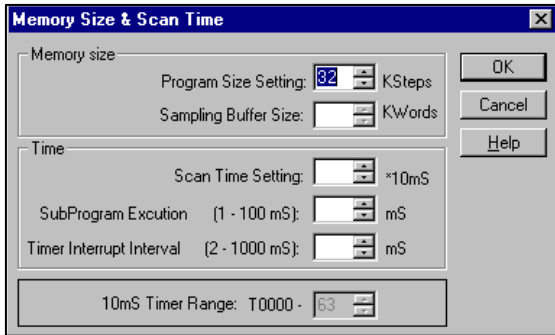 Memory Size & Scan Time
Memory size
Program Size Setting: 32 KSteps
Sampling Buffer Size: KWords
Time
Scan Time Setting: *10mS
SubProgram Excution (1 - 100 mS): mS
Timer Interrupt Interval (2 - 1000 mS): mS
10mS Timer Range: T0000 - 63
OK
Cancel
Help